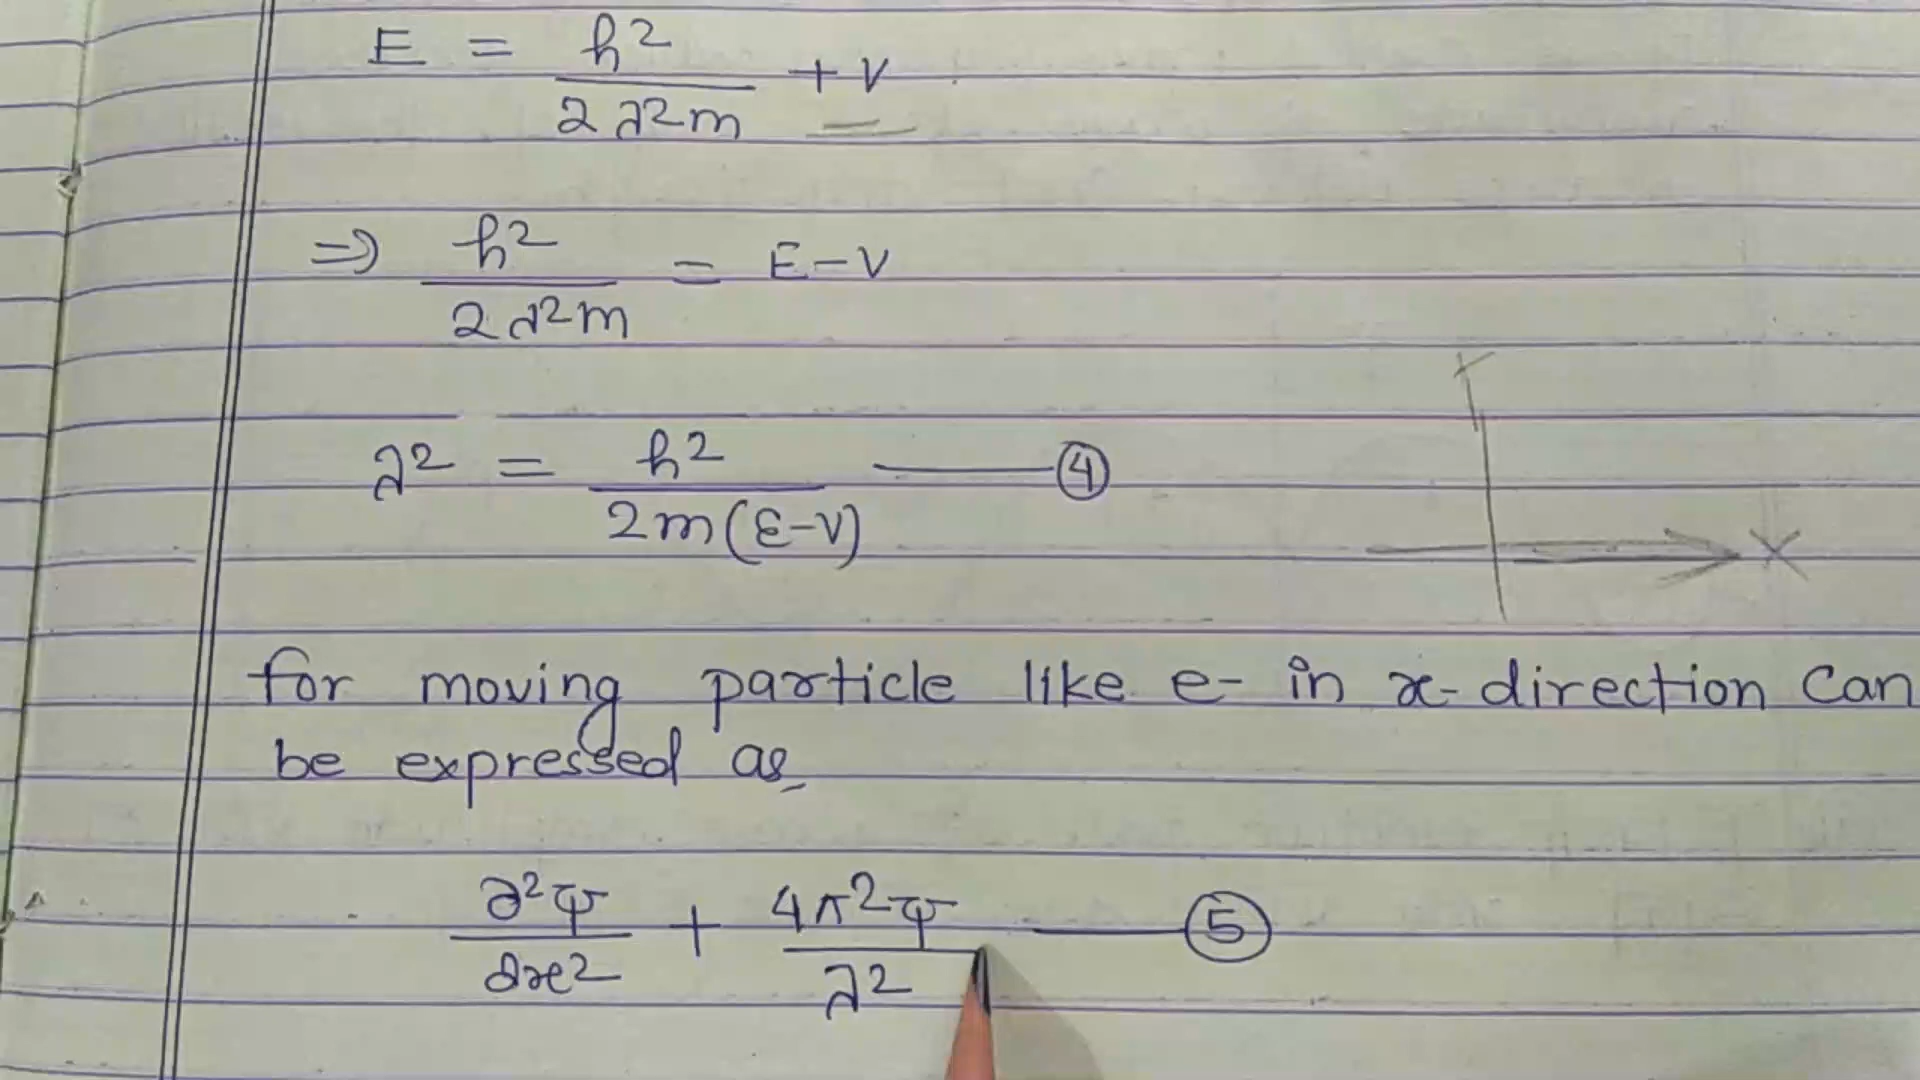 E = h²/2λ²m + V
⇒ h²/2λ²m = E-V
λ² = h²/2m(E-V) —— ④
X
for moving particle like e- in x-direction can
be expressed as
∂²ψ/∂x² + 4π²ψ/λ² —— ⑤